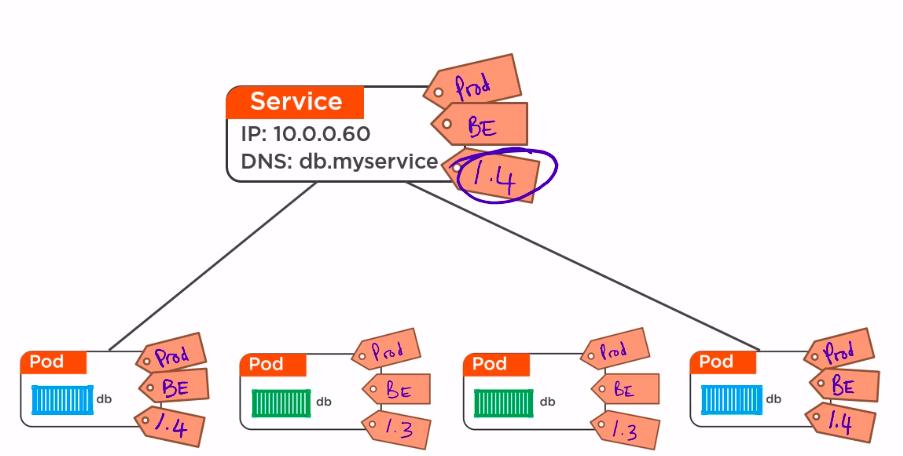 Prod
Service
BE
IP: 10.0.0.60
DNS: db.myservice
1.4
Pod
Prod
BE
db
1.4
Pod
Prod
BE
db
1.3
Pod
Prod
BE
db
1.3
Pod
Prod
BE
db
1.4